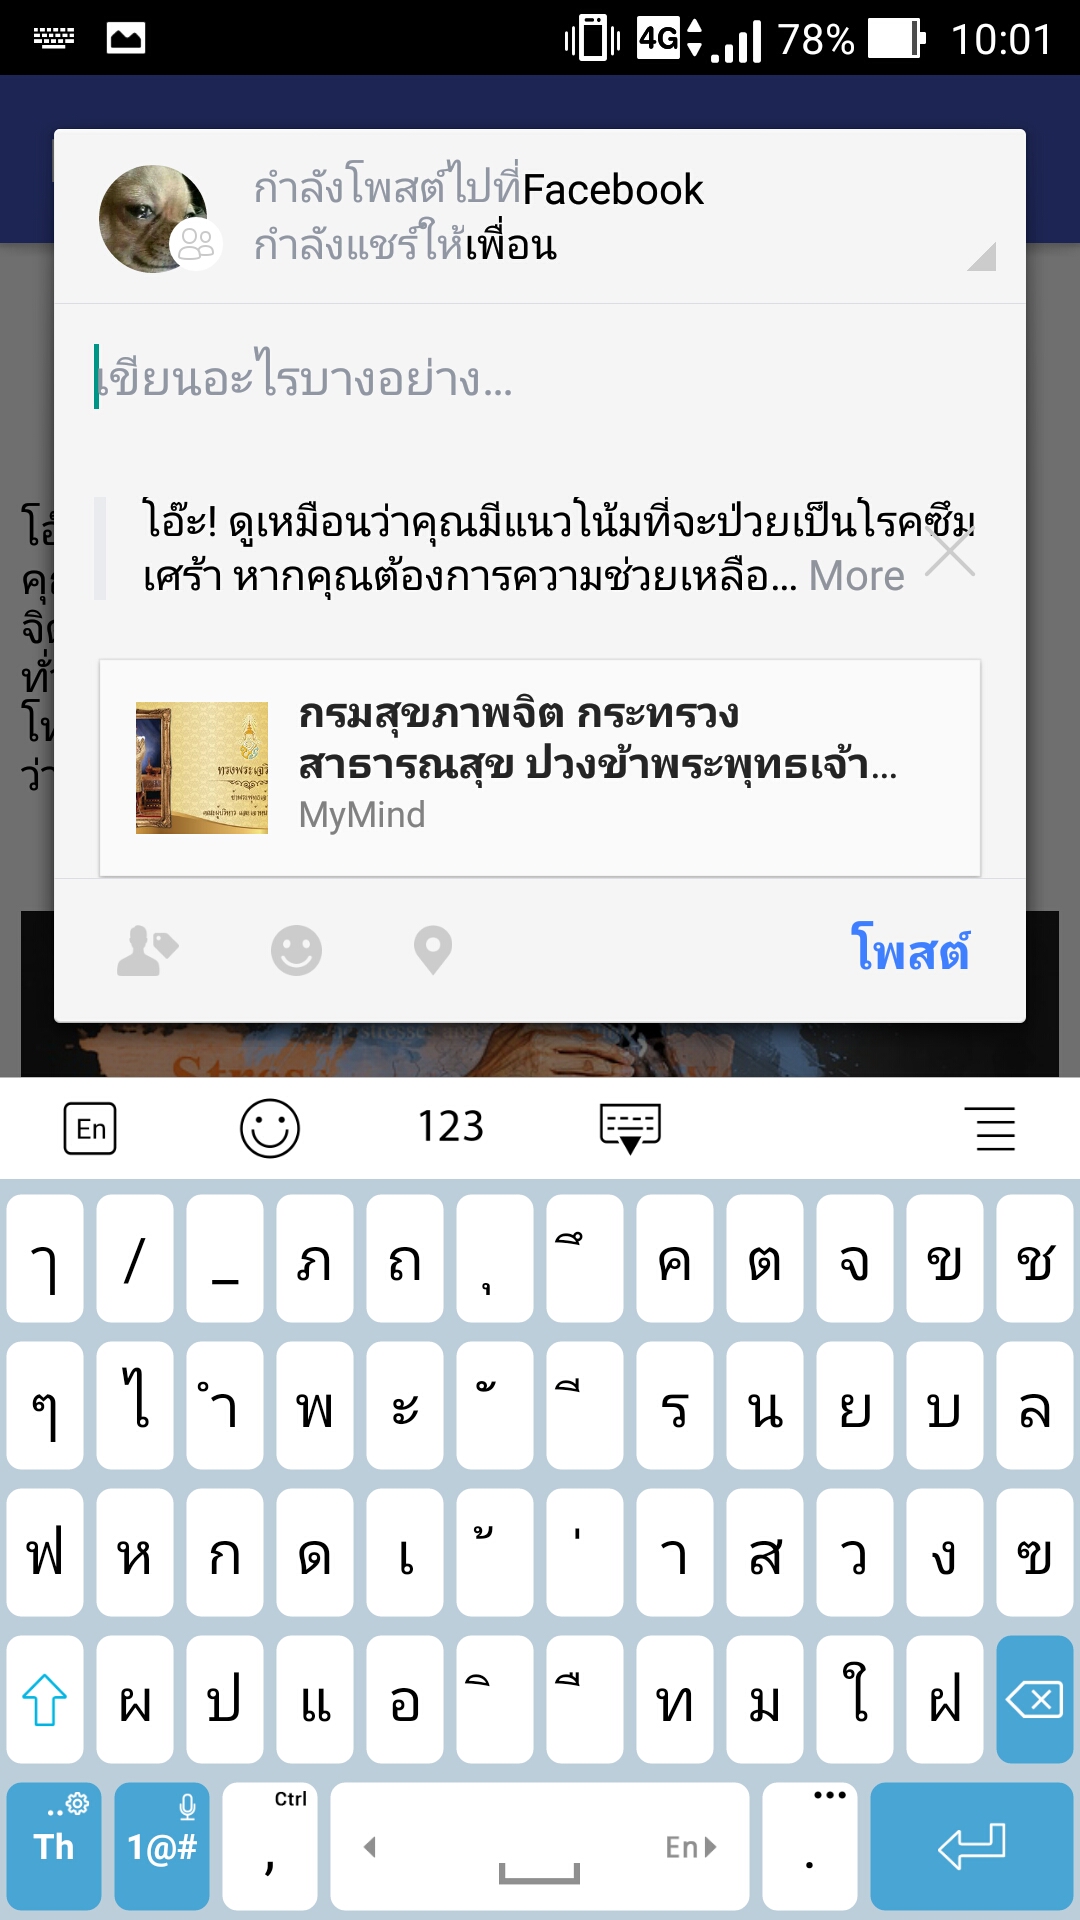 4G 78% 10:01
กำลังโพสต์ไปที่Facebook
กำลังแชร์ให้เพื่อน
เขียนอะไรบางอย่าง...
โอ๊ะ! ดูเหมือนว่าคุณมีแนวโน้มที่จะป่วยเป็นโรคซึม
เศร้า หากคุณต้องการความช่วยเหลือ... More
กรมสุขภาพจิต กระทรวง
สาธารณสุข ปวงข้าพระพุทธเจ้า...
MyMind
โพสต์
En 123
ๅ / _ ภ ถ ุ ึ ค ต จ ข ช
ๆ ไ ำ พ ะ ั ี ร น ย บ ล
ฟ ห ก ด เ ้ ่ า ส ว ง ฃ
ผ ป แ อ ิ ื ท ม ใ ฝ
Th 1@# Ctrl , En .